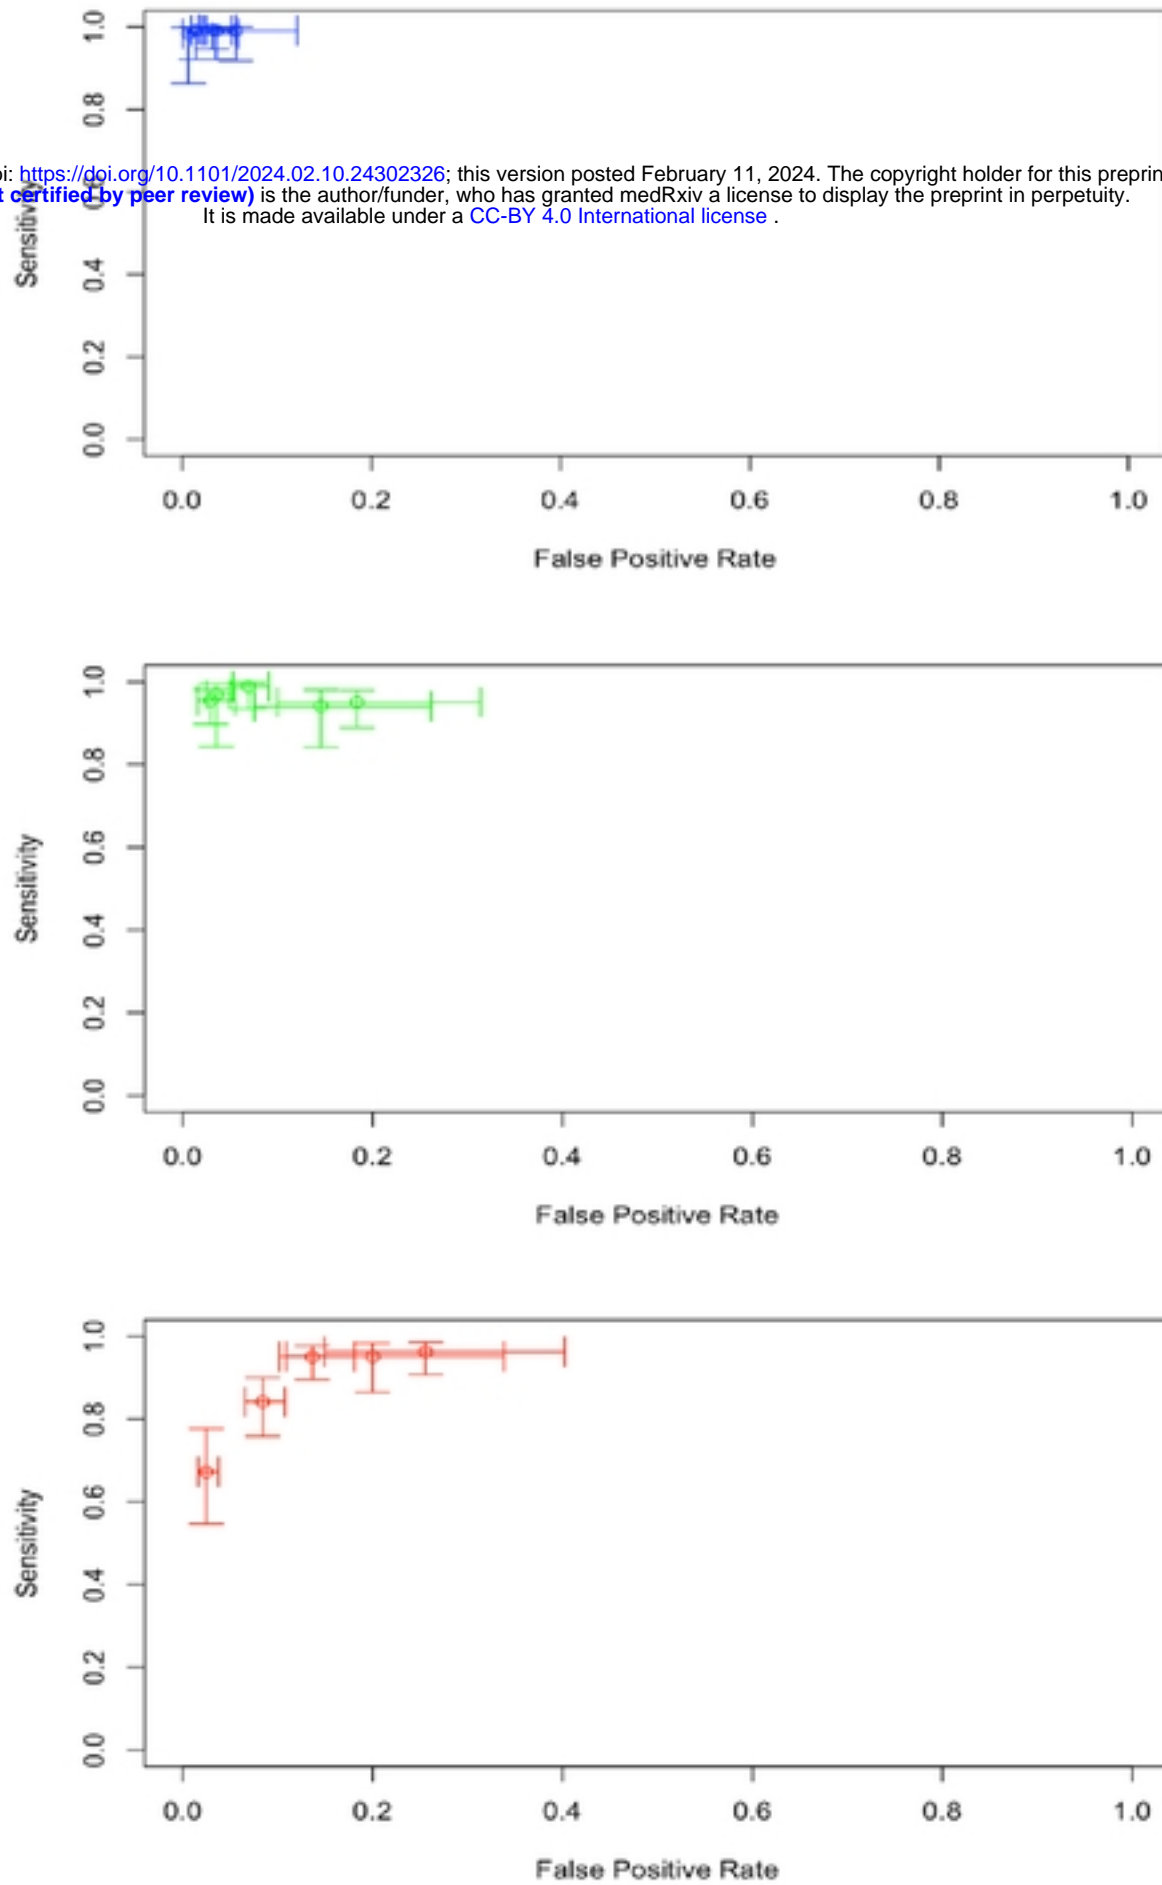 1.0
0.8
i: https://doi.org/10.1101/2024.02.10.24302326; this version posted February 11, 2024. The copyright holder for this preprin
certified by peer review) is the author/funder, who has granted medRxiv a license to display the preprint in perpetuity.
It is made available under a CC-BY 4.0 International license .
Sensitivity
0.6
0.4
0.2
0.0
0.0 0.2 0.4 0.6 0.8 1.0
False Positive Rate
1.0
0.8
0.6
0.4
0.2
0.0
Sensitivity
0.0 0.2 0.4 0.6 0.8 1.0
False Positive Rate
1.0
0.8
0.6
0.4
0.2
0.0
Sensitivity
0.0 0.2 0.4 0.6 0.8 1.0
False Positive Rate